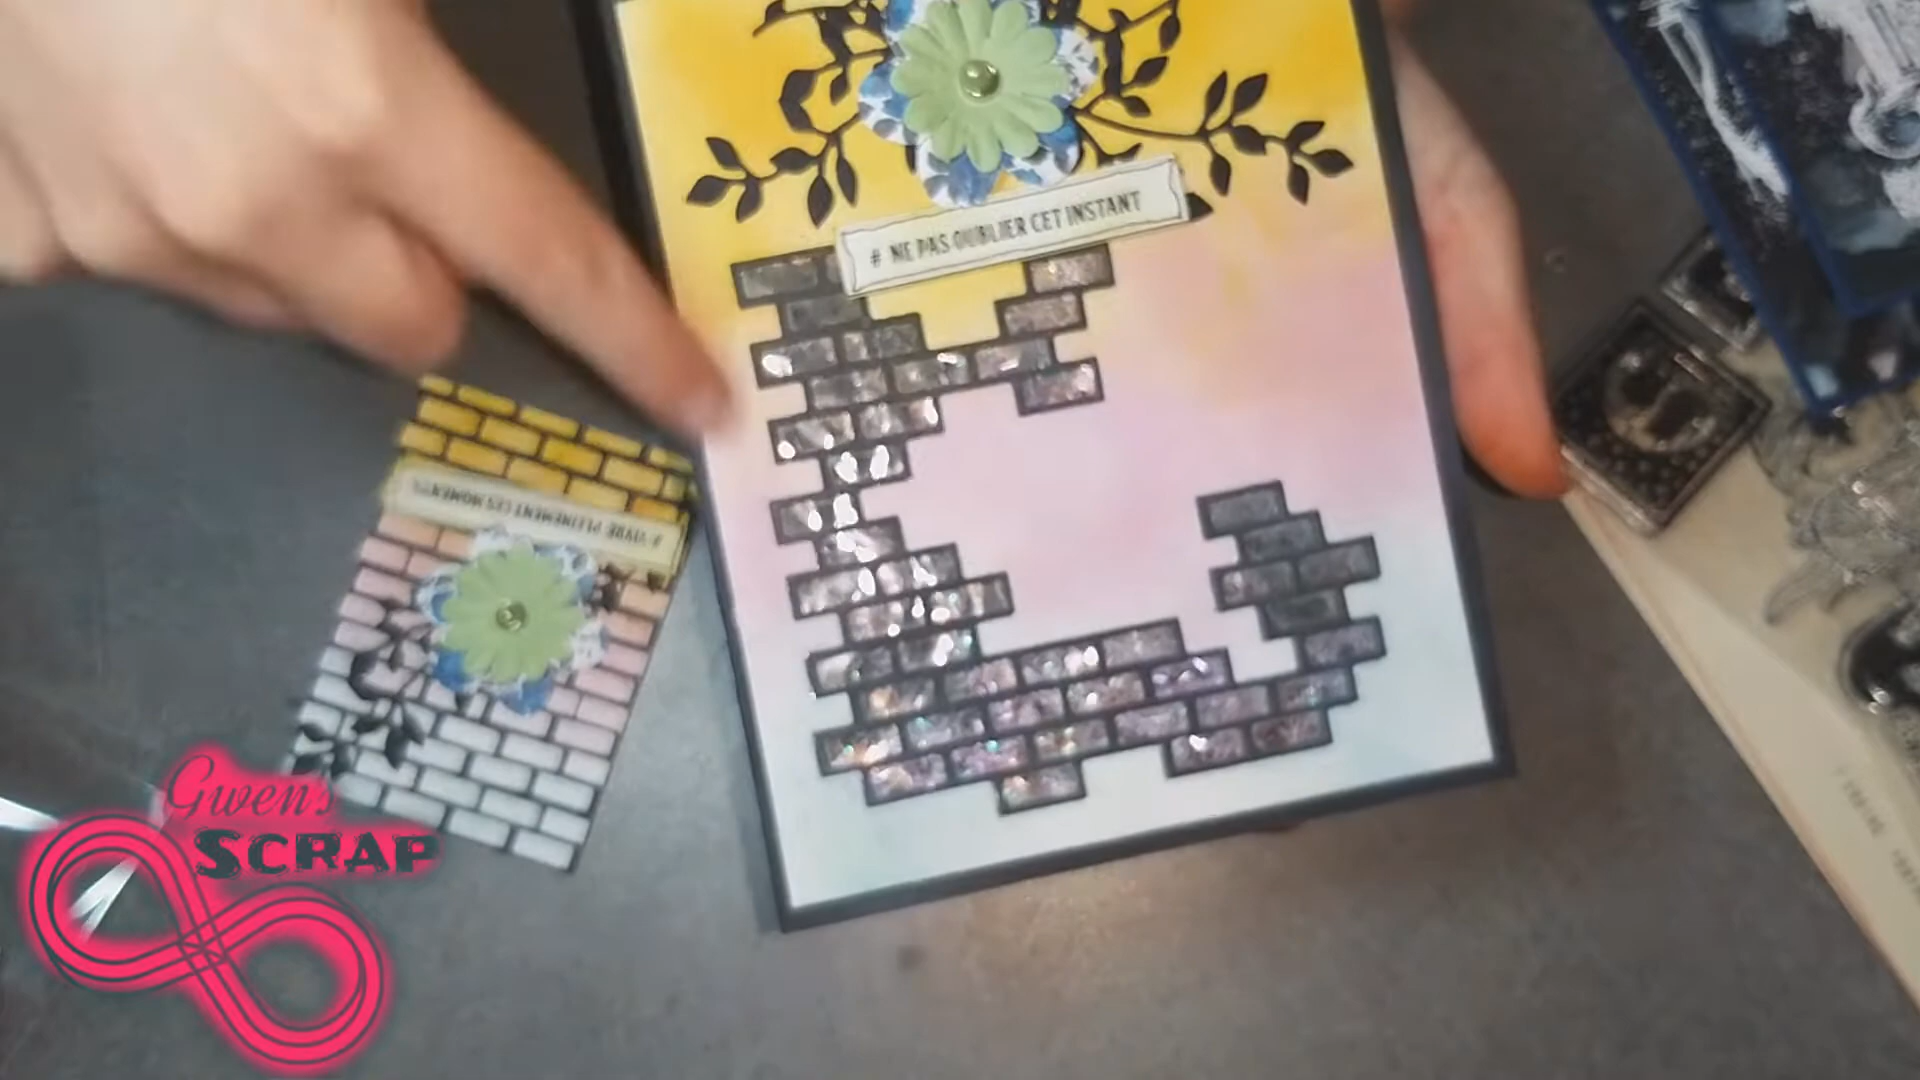 # NE PAS OUBLIER CET INSTANT
# VIVRE PLEINEMENT CES MOMENTS
Gwen's
SCRAP